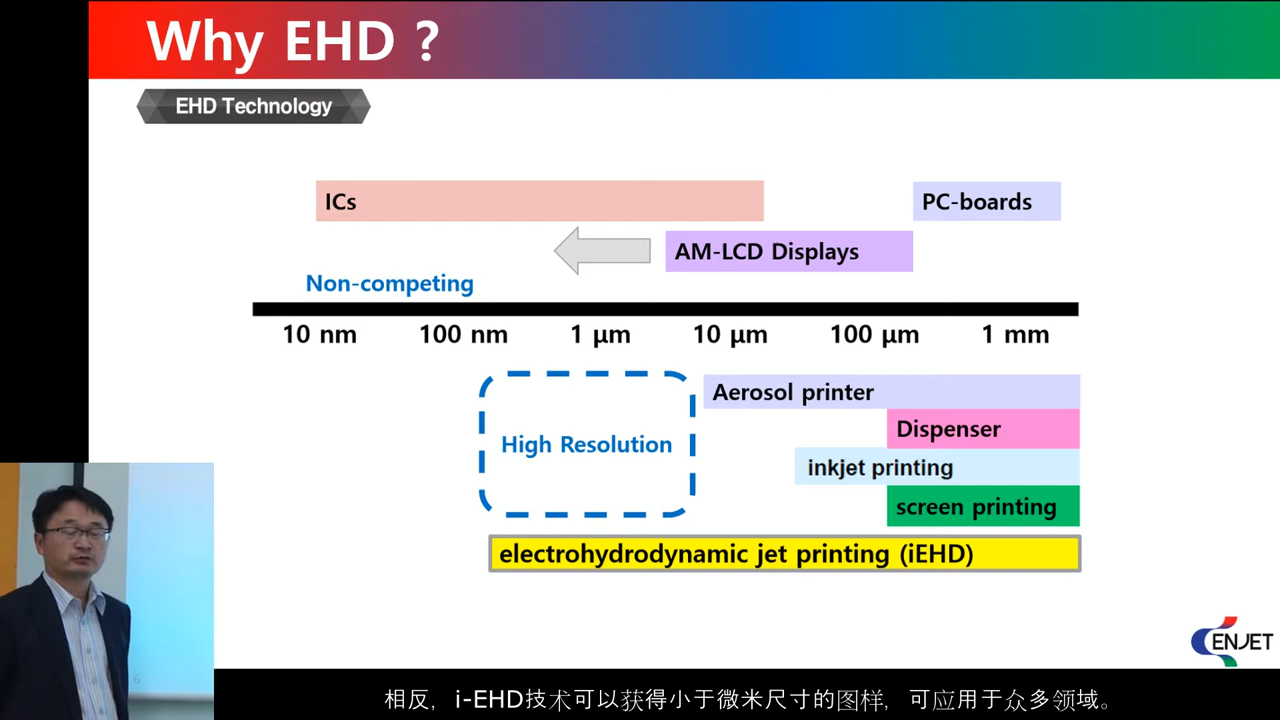 Why EHD ?
EHD Technology
ICs
PC-boards
AM-LCD Displays
Non-competing
10 nm 100 nm 1 μm 10 μm 100 μm 1 mm
Aerosol printer
Dispenser
High Resolution
inkjet printing
screen printing
electrohydrodynamic jet printing (iEHD)
ENJET
相反，i-EHD技术可以获得小于微米尺寸的图样，可应用于众多领域。